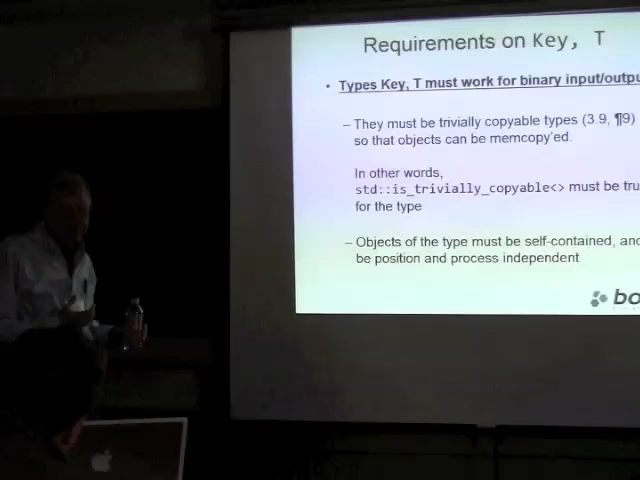 Requirements on Key, T
• Types Key, T must work for binary input/outpu
– They must be trivially copyable types (3.9, ¶9)
so that objects can be memcopy'ed.
In other words,
std::is_trivially_copyable<> must be tru
for the type
– Objects of the type must be self-contained, and
be position and process independent
bo